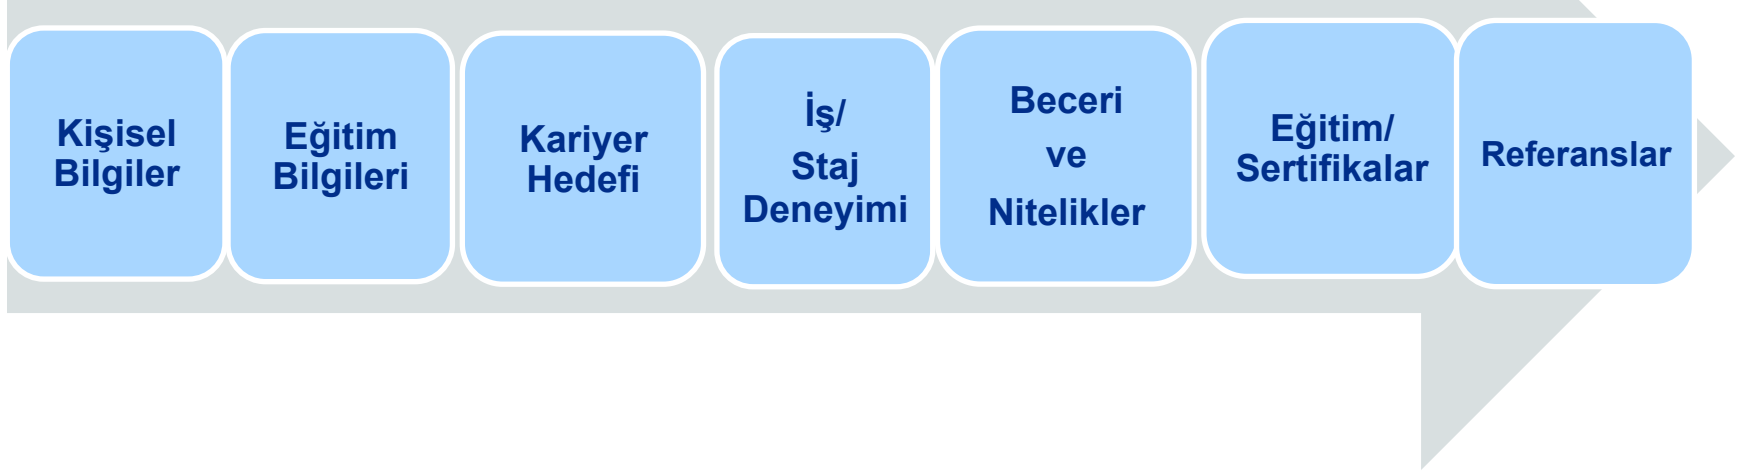 Kişisel
Bilgiler
Eğitim
Bilgileri
Kariyer
Hedefi
İş/
Staj
Deneyimi
Beceri
ve
Nitelikler
Eğitim/
Sertifikalar
Referanslar